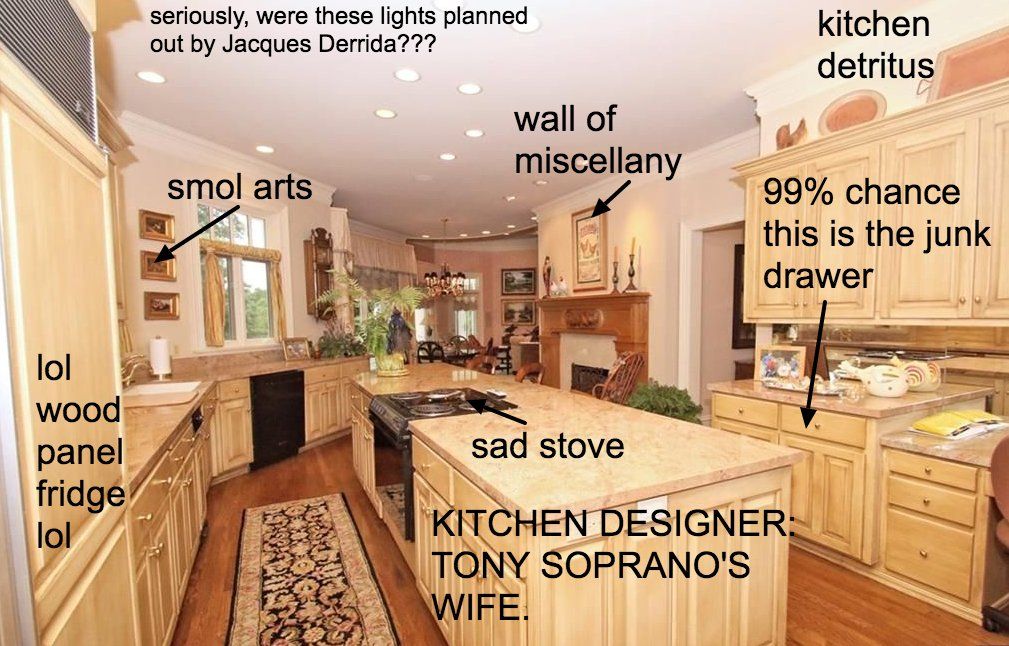 seriously, were these lights planned
out by Jacques Derrida???
kitchen
detritus
wall of
miscellany
smol arts
99% chance
this is the junk
drawer
lol
wood
panel
fridge
lol
sad stove
KITCHEN DESIGNER:
TONY SOPRANO'S
WIFE.